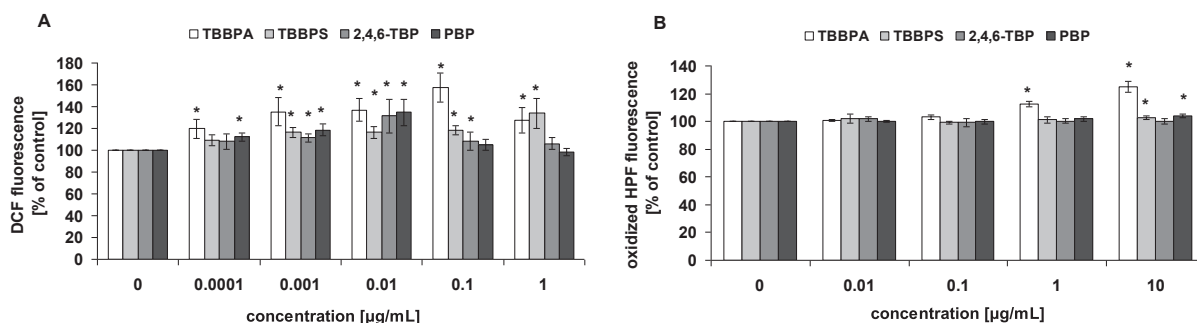 A
TBBPA TBBPS 2,4,6-TBP PBP
DCF fluorescence
[% of control]
180
160
140
120
100
80
60
40
20
0
* * * * * * * * * * * * * * *
0 0.0001 0.001 0.01 0.1 1
concentration [µg/mL]
B
TBBPA TBBPS 2,4,6-TBP PBP
oxidized HPF fluorescence
[% of control]
140
120
100
80
60
40
20
0
* * * *
0 0.01 0.1 1 10
concentration [µg/mL]